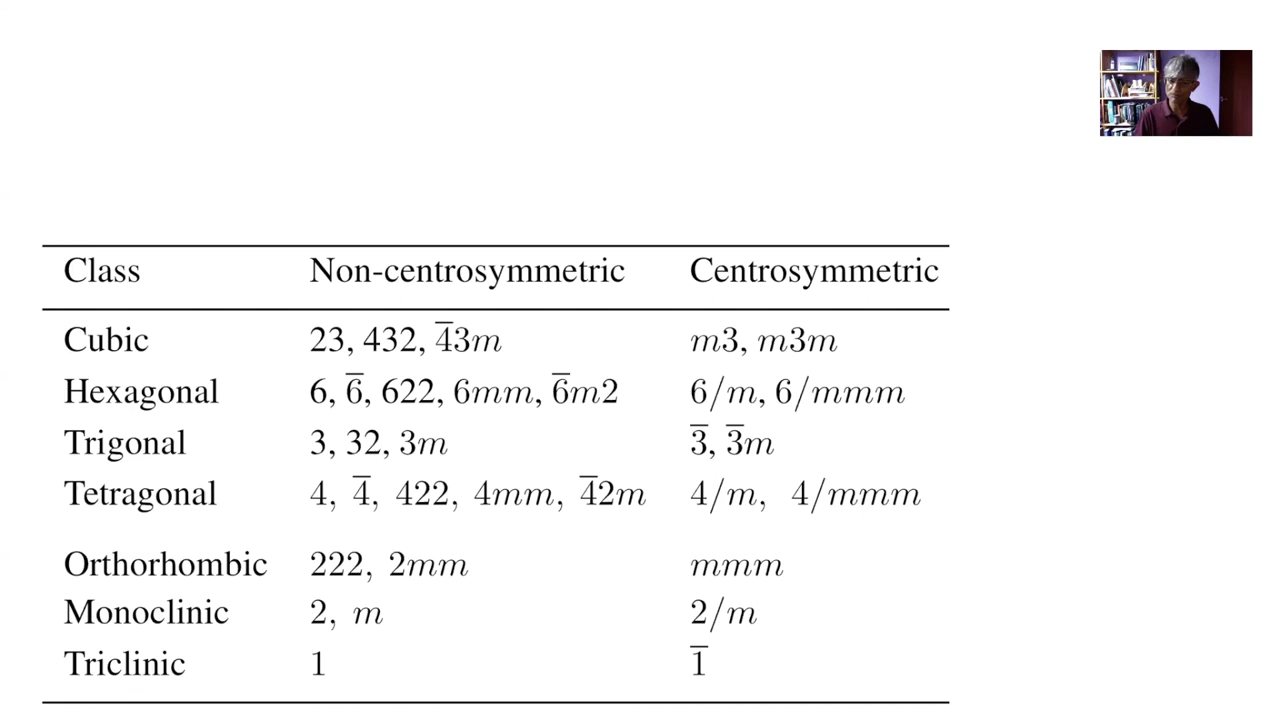 Class Non-centrosymmetric Centrosymmetric
Cubic 23, 432, 4̅3m m3, m3m
Hexagonal 6, 6̅, 622, 6mm, 6̅m2 6/m, 6/mmm
Trigonal 3, 32, 3m 3̅, 3̅m
Tetragonal 4, 4̅, 422, 4mm, 4̅2m 4/m, 4/mmm
Orthorhombic 222, 2mm mmm
Monoclinic 2, m 2/m
Triclinic 1 1̅